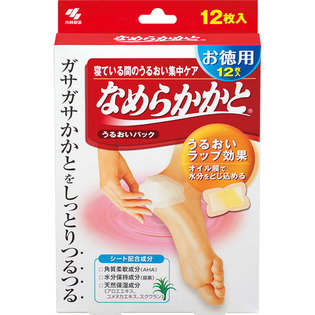 小林製薬
12枚入
お徳用
12枚入
寝ている間のうるおい集中ケア
なめらかかと®
うるおいパック
ガサガサかかとをしっとりつるつる
うるおい
ラップ効果
オイル膜で
水分をとじ込める
シート配合成分
□角質柔軟成分(AHA)
□水分保持成分(尿素)
□天然保湿成分
(アロエエキス、
ユメヌカエキス、スクワラン)